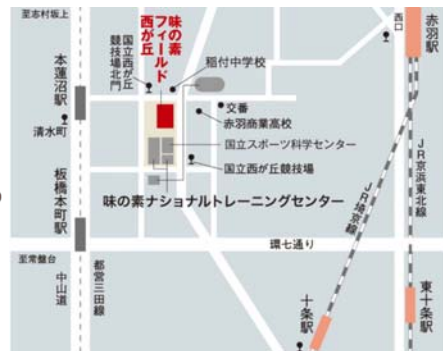 至志村坂上
本蓮沼駅
清水町
板橋本町駅
至常盤台
中山道
都営三田線
国立西が丘
競技場北門
味の素
フィールド
西が丘
稲付中学校
交番
赤羽商業高校
国立スポーツ科学センター
国立西が丘競技場
味の素ナショナルトレーニングセンター
環七通り
西口
赤羽駅
JR京浜東北線
JR埼京線
十条駅
東十条駅